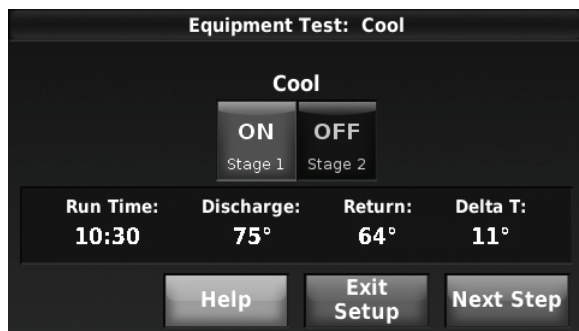 Equipment Test: Cool
Cool
ON OFF
Stage 1 Stage 2
Run Time: Discharge: Return: Delta T:
10:30 75° 64° 11°
Help Exit Setup Next Step